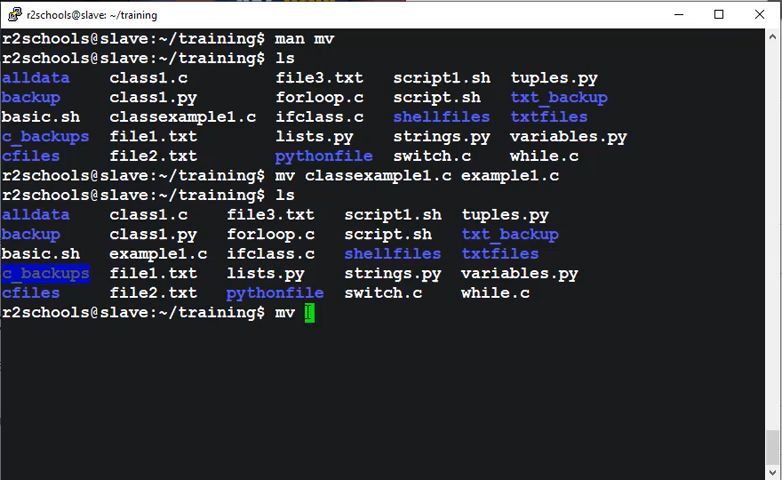 r2schools@slave: ~/training
r2schools@slave:~/training$ man mv
r2schools@slave:~/training$ ls
alldata class1.c file3.txt script1.sh tuples.py
backup class1.py forloop.c script.sh txt_backup
basic.sh classexample1.c ifclass.c shellfiles txtfiles
c_backups file1.txt lists.py strings.py variables.py
cfiles file2.txt pythonfile switch.c while.c
r2schools@slave:~/training$ mv classexample1.c example1.c
r2schools@slave:~/training$ ls
alldata class1.c file3.txt script1.sh tuples.py
backup class1.py forloop.c script.sh txt_backup
basic.sh example1.c ifclass.c shellfiles txtfiles
c_backups file1.txt lists.py strings.py variables.py
cfiles file2.txt pythonfile switch.c while.c
r2schools@slave:~/training$ mv